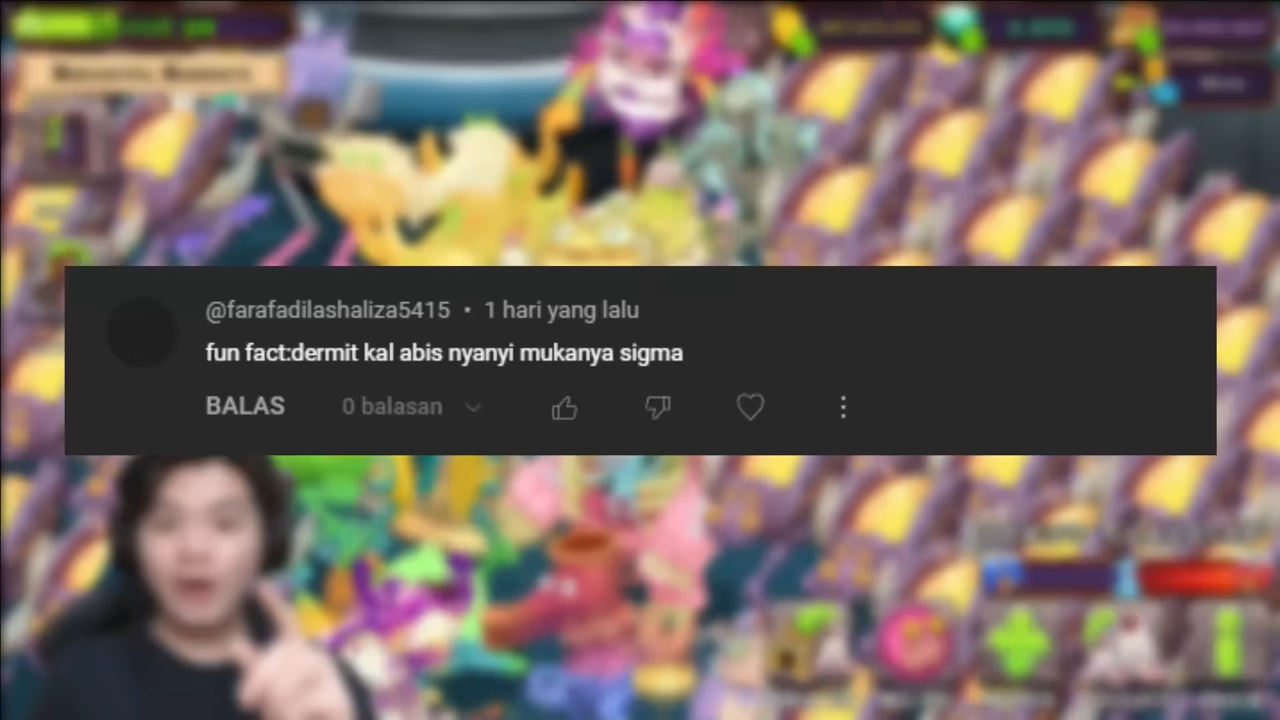 @farafadilashaliza5415 • 1 hari yang lalu
fun fact:dermit kal abis nyanyi mukanya sigma
BALAS 0 balasan